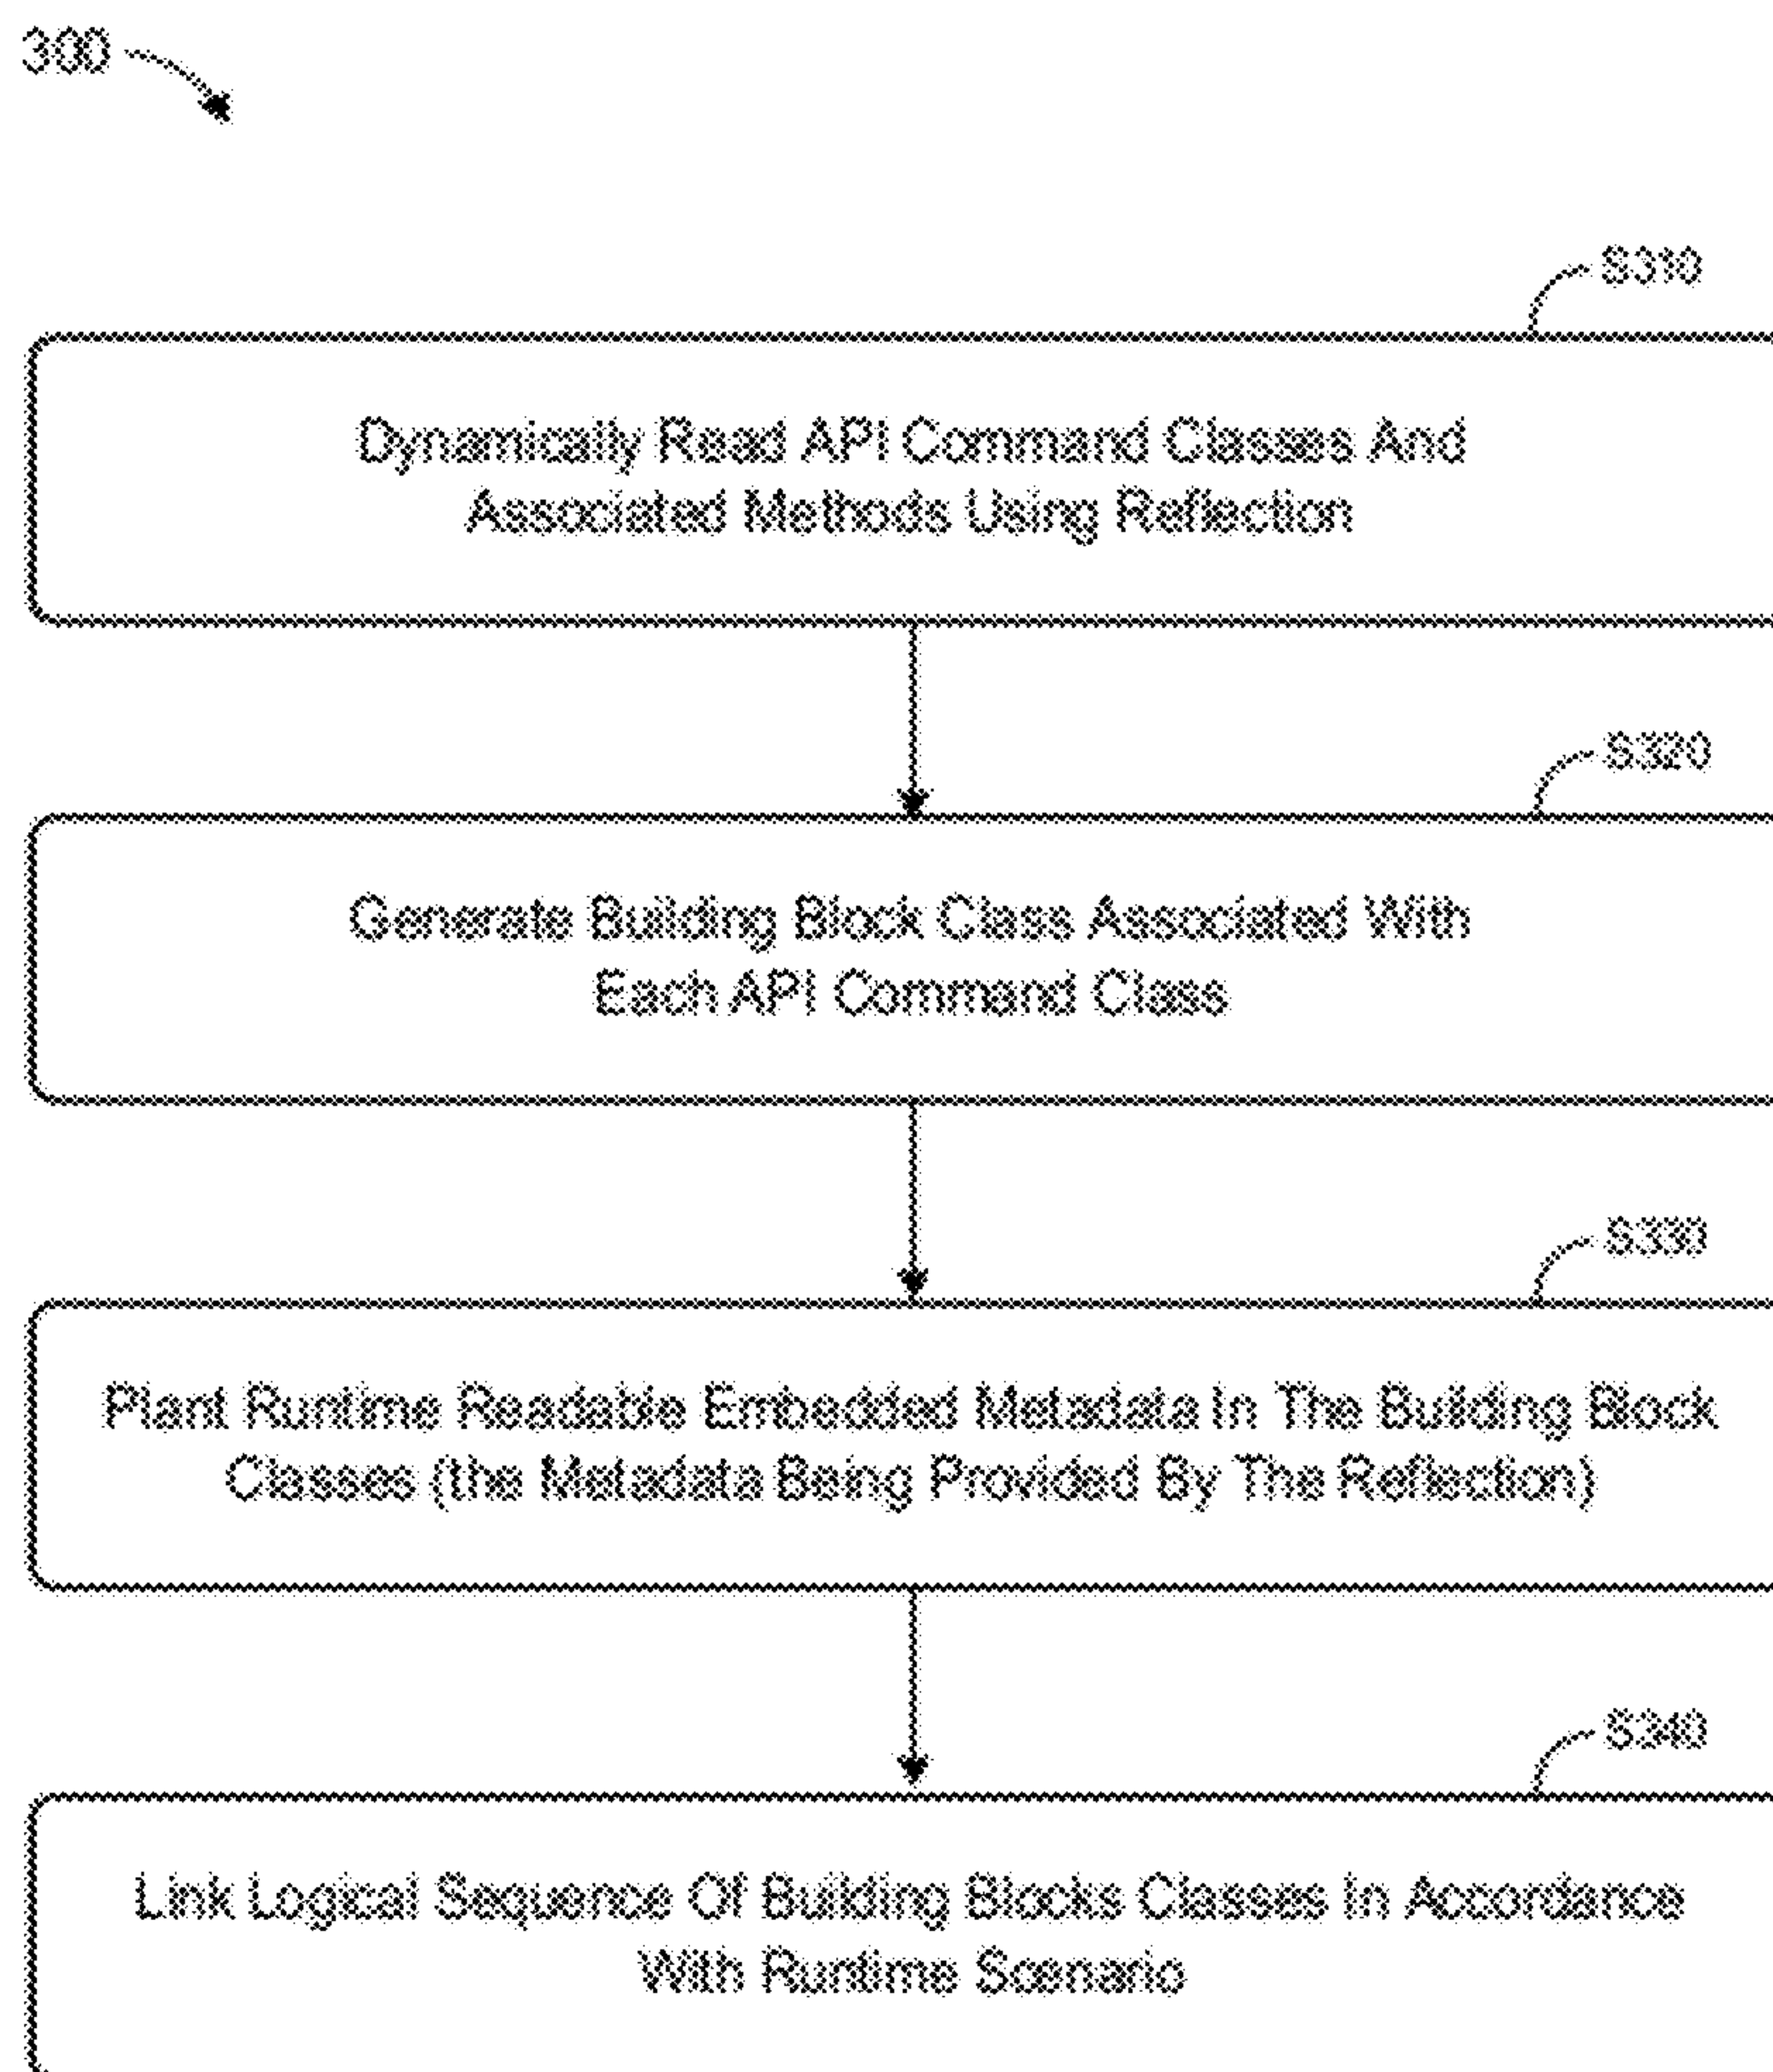 300
S310
Dynamically Read API Command Classes And
Associated Methods Using Reflection
S320
Generate Building Block Class Associated With
Each API Command Class
S330
Plant Runtime Readable Embedded Metadata In The Building Block
Classes (the Metadata Being Provided By The Reflection)
S340
Link Logical Sequence Of Building Blocks Classes In Accordance
With Runtime Scenario